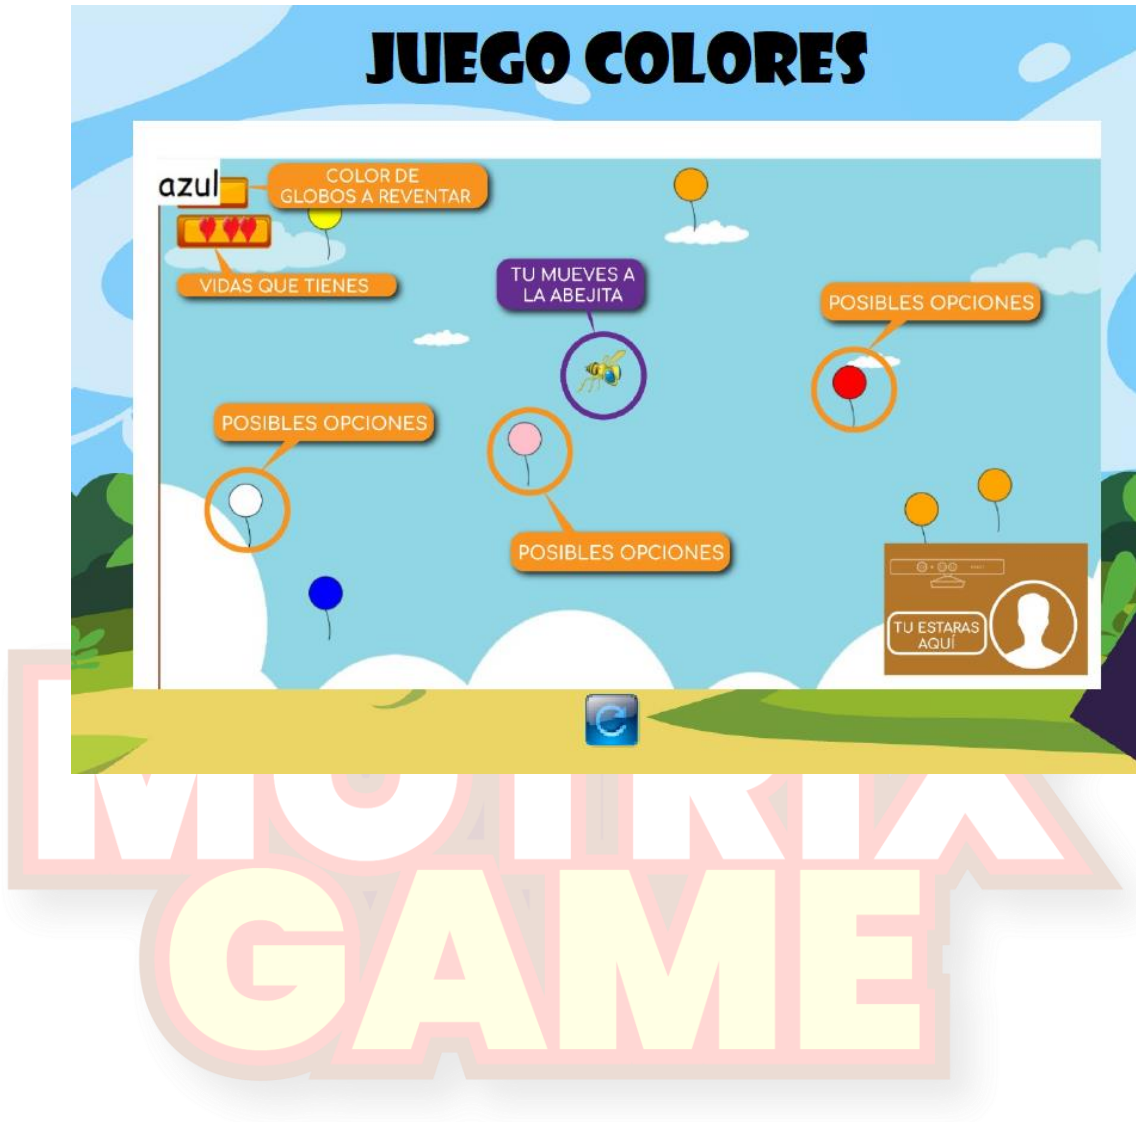 JUEGO COLORES
azul
COLOR DE
GLOBOS A REVENTAR
VIDAS QUE TIENES
TU MUEVES A
LA ABEJITA
POSIBLES OPCIONES
POSIBLES OPCIONES
POSIBLES OPCIONES
TU ESTARAS
AQUÍ
MOTRIX
GAME